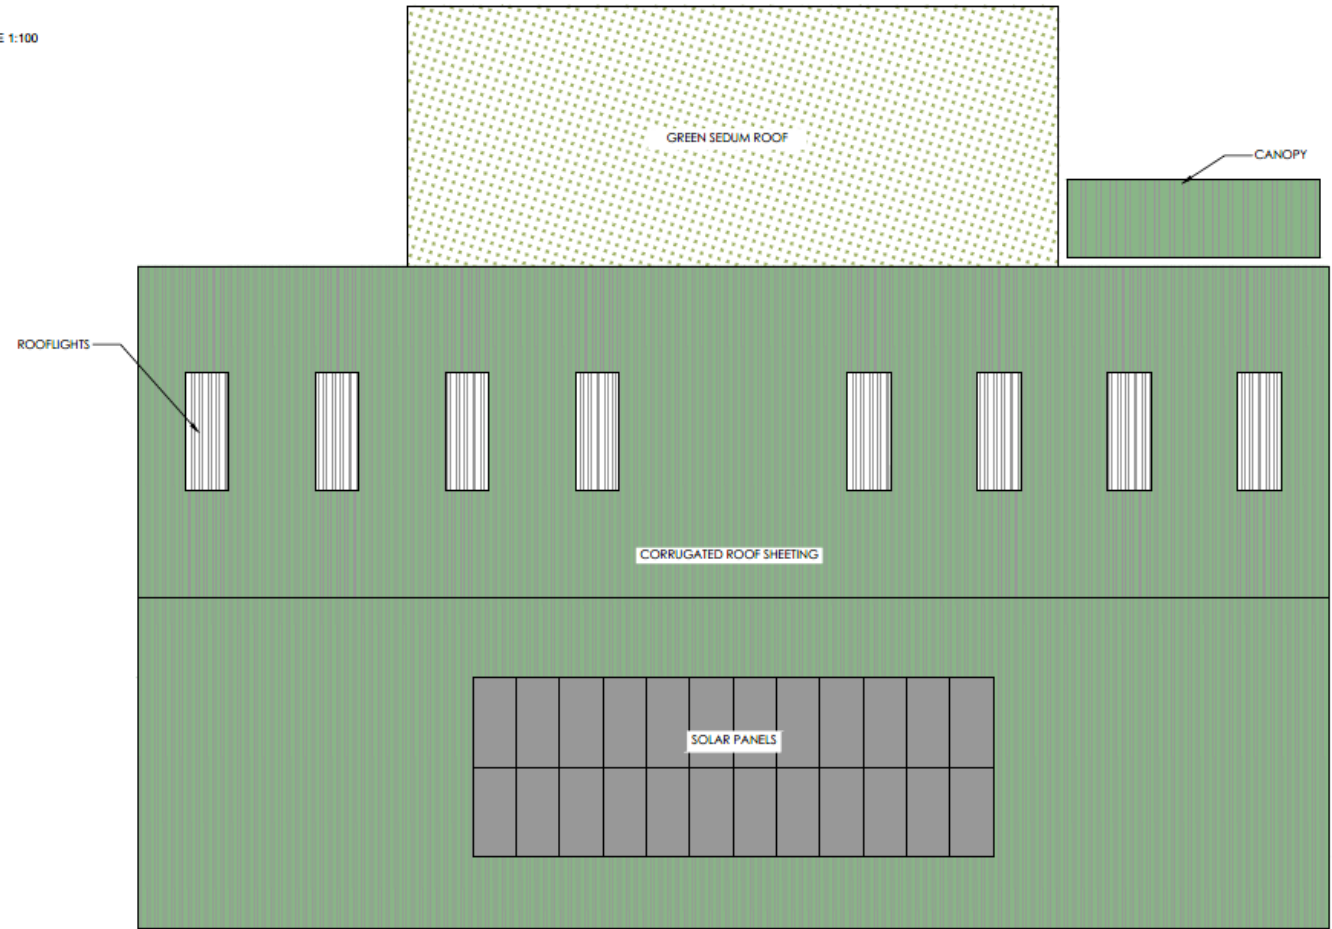 E 1:100
GREEN SEDUM ROOF
CANOPY
ROOFLIGHTS
CORRUGATED ROOF SHEETING
SOLAR PANELS